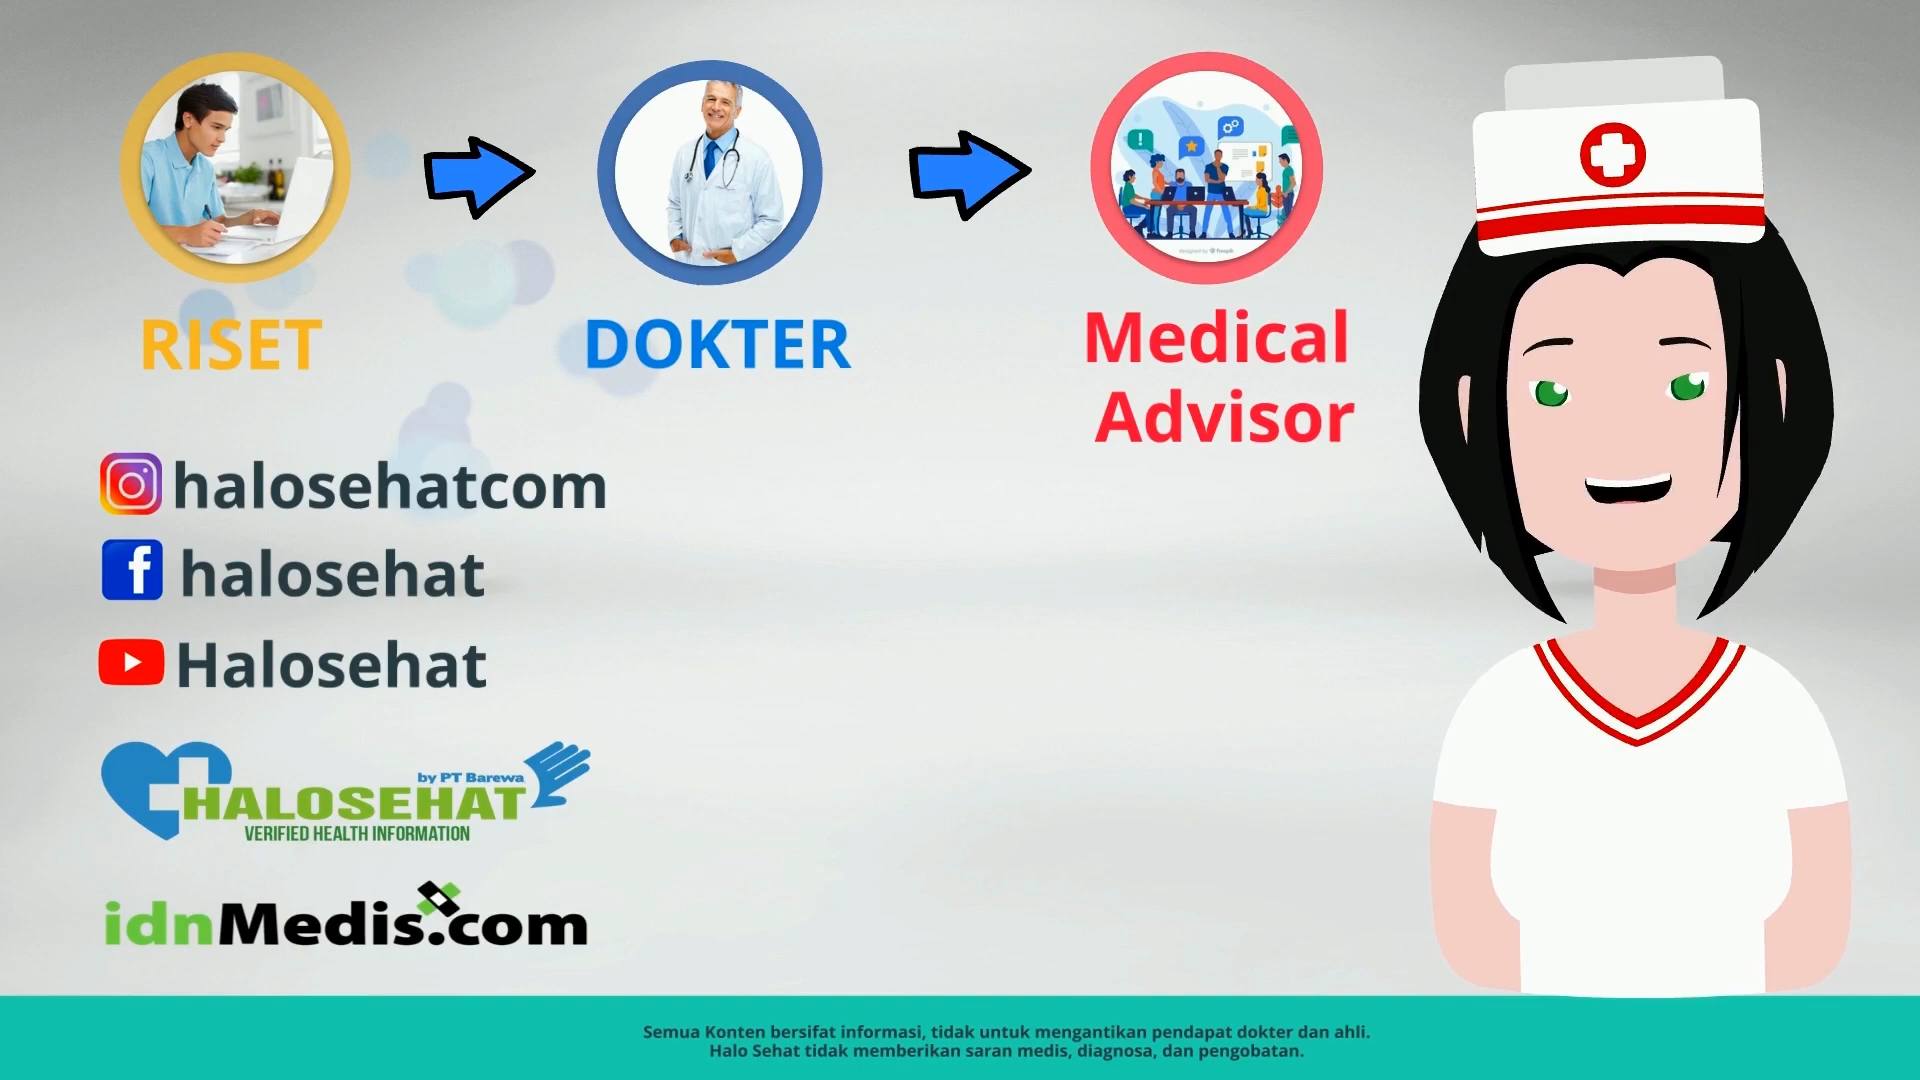 RISET
DOKTER
Medical
Advisor
halosehatcom
halosehat
Halosehat
by PT Barewa
HALOSEHAT
VERIFIED HEALTH INFORMATION
idnMedis.com
Semua Konten bersifat informasi, tidak untuk mengantikan pendapat dokter dan ahli.
Halo Sehat tidak memberikan saran medis, diagnosa, dan pengobatan.